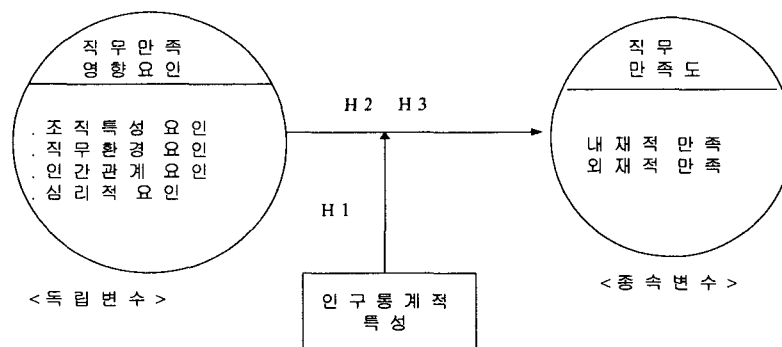 직무만족
영향요인
. 조직특성 요인
. 직무환경 요인
. 인간관계 요인
. 심리적 요인
<독립변수>
H2 H3
H1
인구통계적
특성
직무
만족도
내재적 만족
외재적 만족
<종속변수>